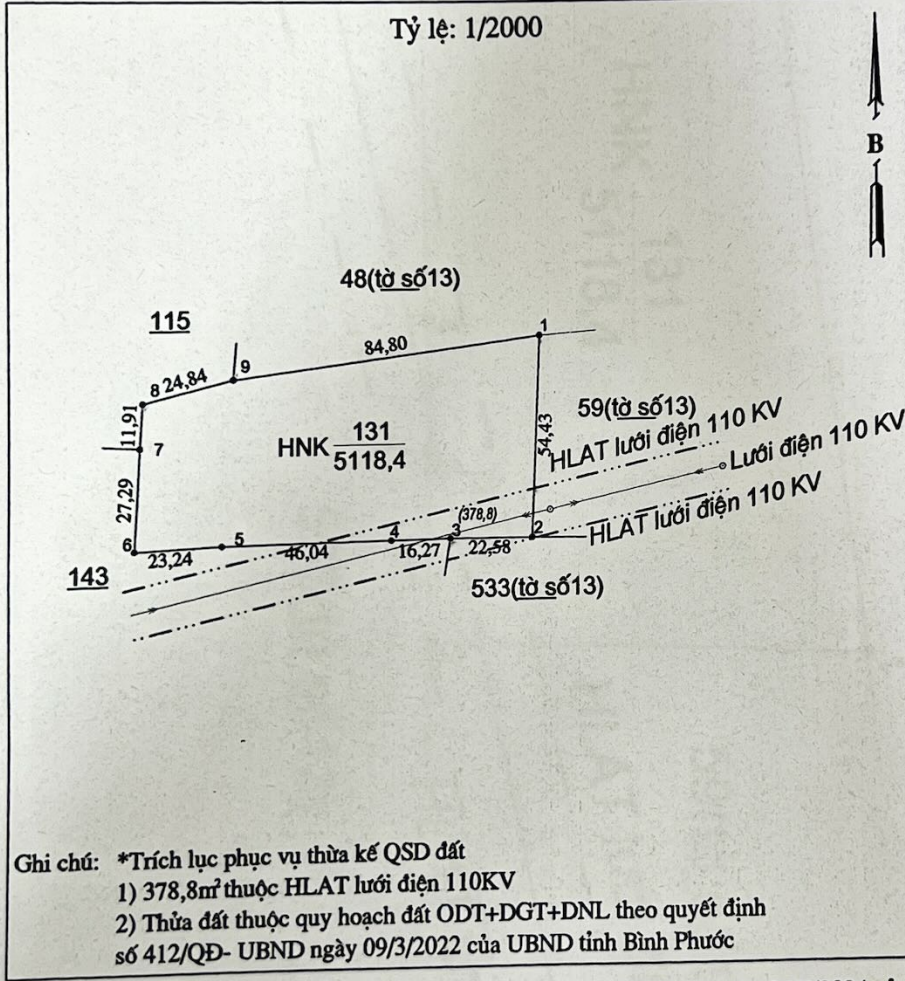 Tỷ lệ: 1/2000
B
48(tờ số13)
115
1
84,80
9
8 24,84
11,91
7
HNK 131
5118,4
54,43
59(tờ số13)
HLAT lưới điện 110 KV
Lưới điện 110 KV
27,29
(378,8)
2
HLAT lưới điện 110 KV
6
5
4
3
23,24
46,04
16,27
22,58
143
533(tờ số13)
Ghi chú: *Trích lục phục vụ thừa kế QSD đất
1) 378,8m² thuộc HLAT lưới điện 110KV
2) Thửa đất thuộc quy hoạch đất ODT+DGT+DNL theo quyết định
số 412/QĐ- UBND ngày 09/3/2022 của UBND tỉnh Bình Phước